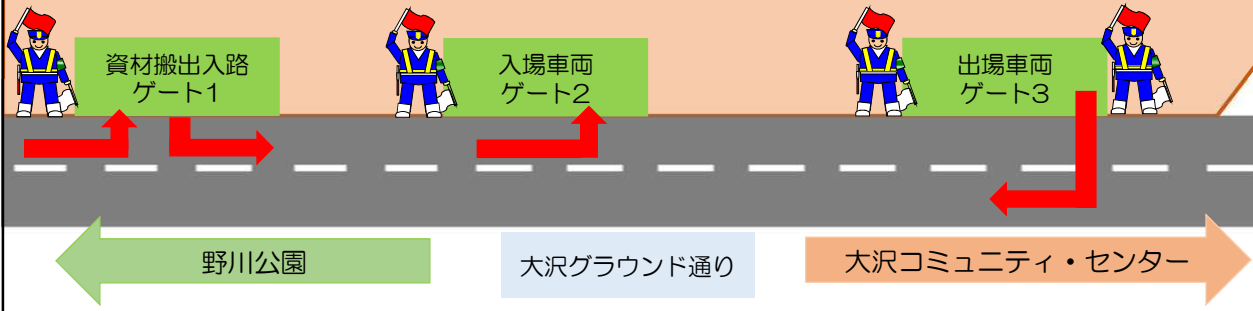 資材搬出入路
ゲート1
入場車両
ゲート2
出場車両
ゲート3
野川公園
大沢グラウンド通り
大沢コミュニティ・センター